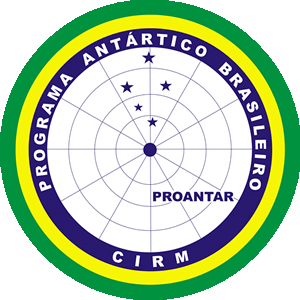 PROGRAMA ANTÁRTICO BRASILEIRO
PROANTAR
CIRM